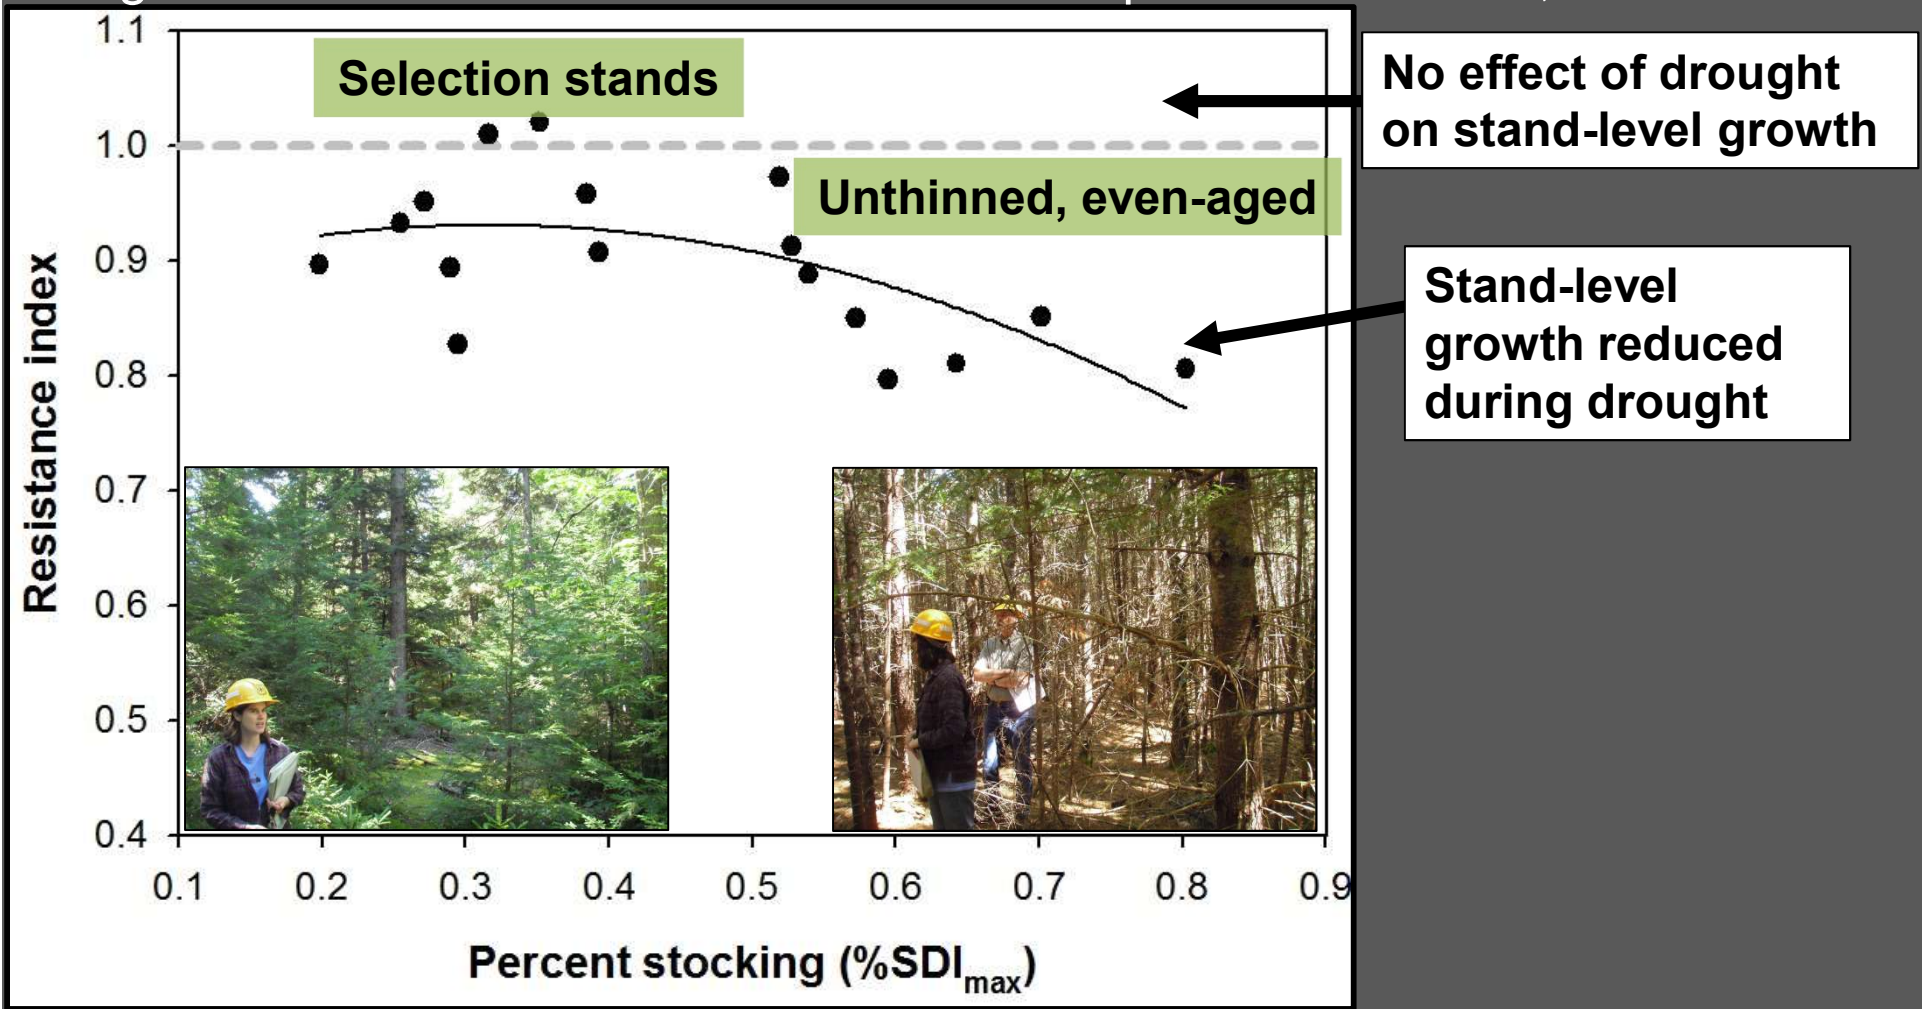 Selection stands
Unthinned, even-aged
No effect of drought
on stand-level growth
Stand-level
growth reduced
during drought
Resistance index
1.1
1.0
0.9
0.8
0.7
0.6
0.5
0.4
0.1 0.2 0.3 0.4 0.5 0.6 0.7 0.8 0.9
Percent stocking (%SDImax)